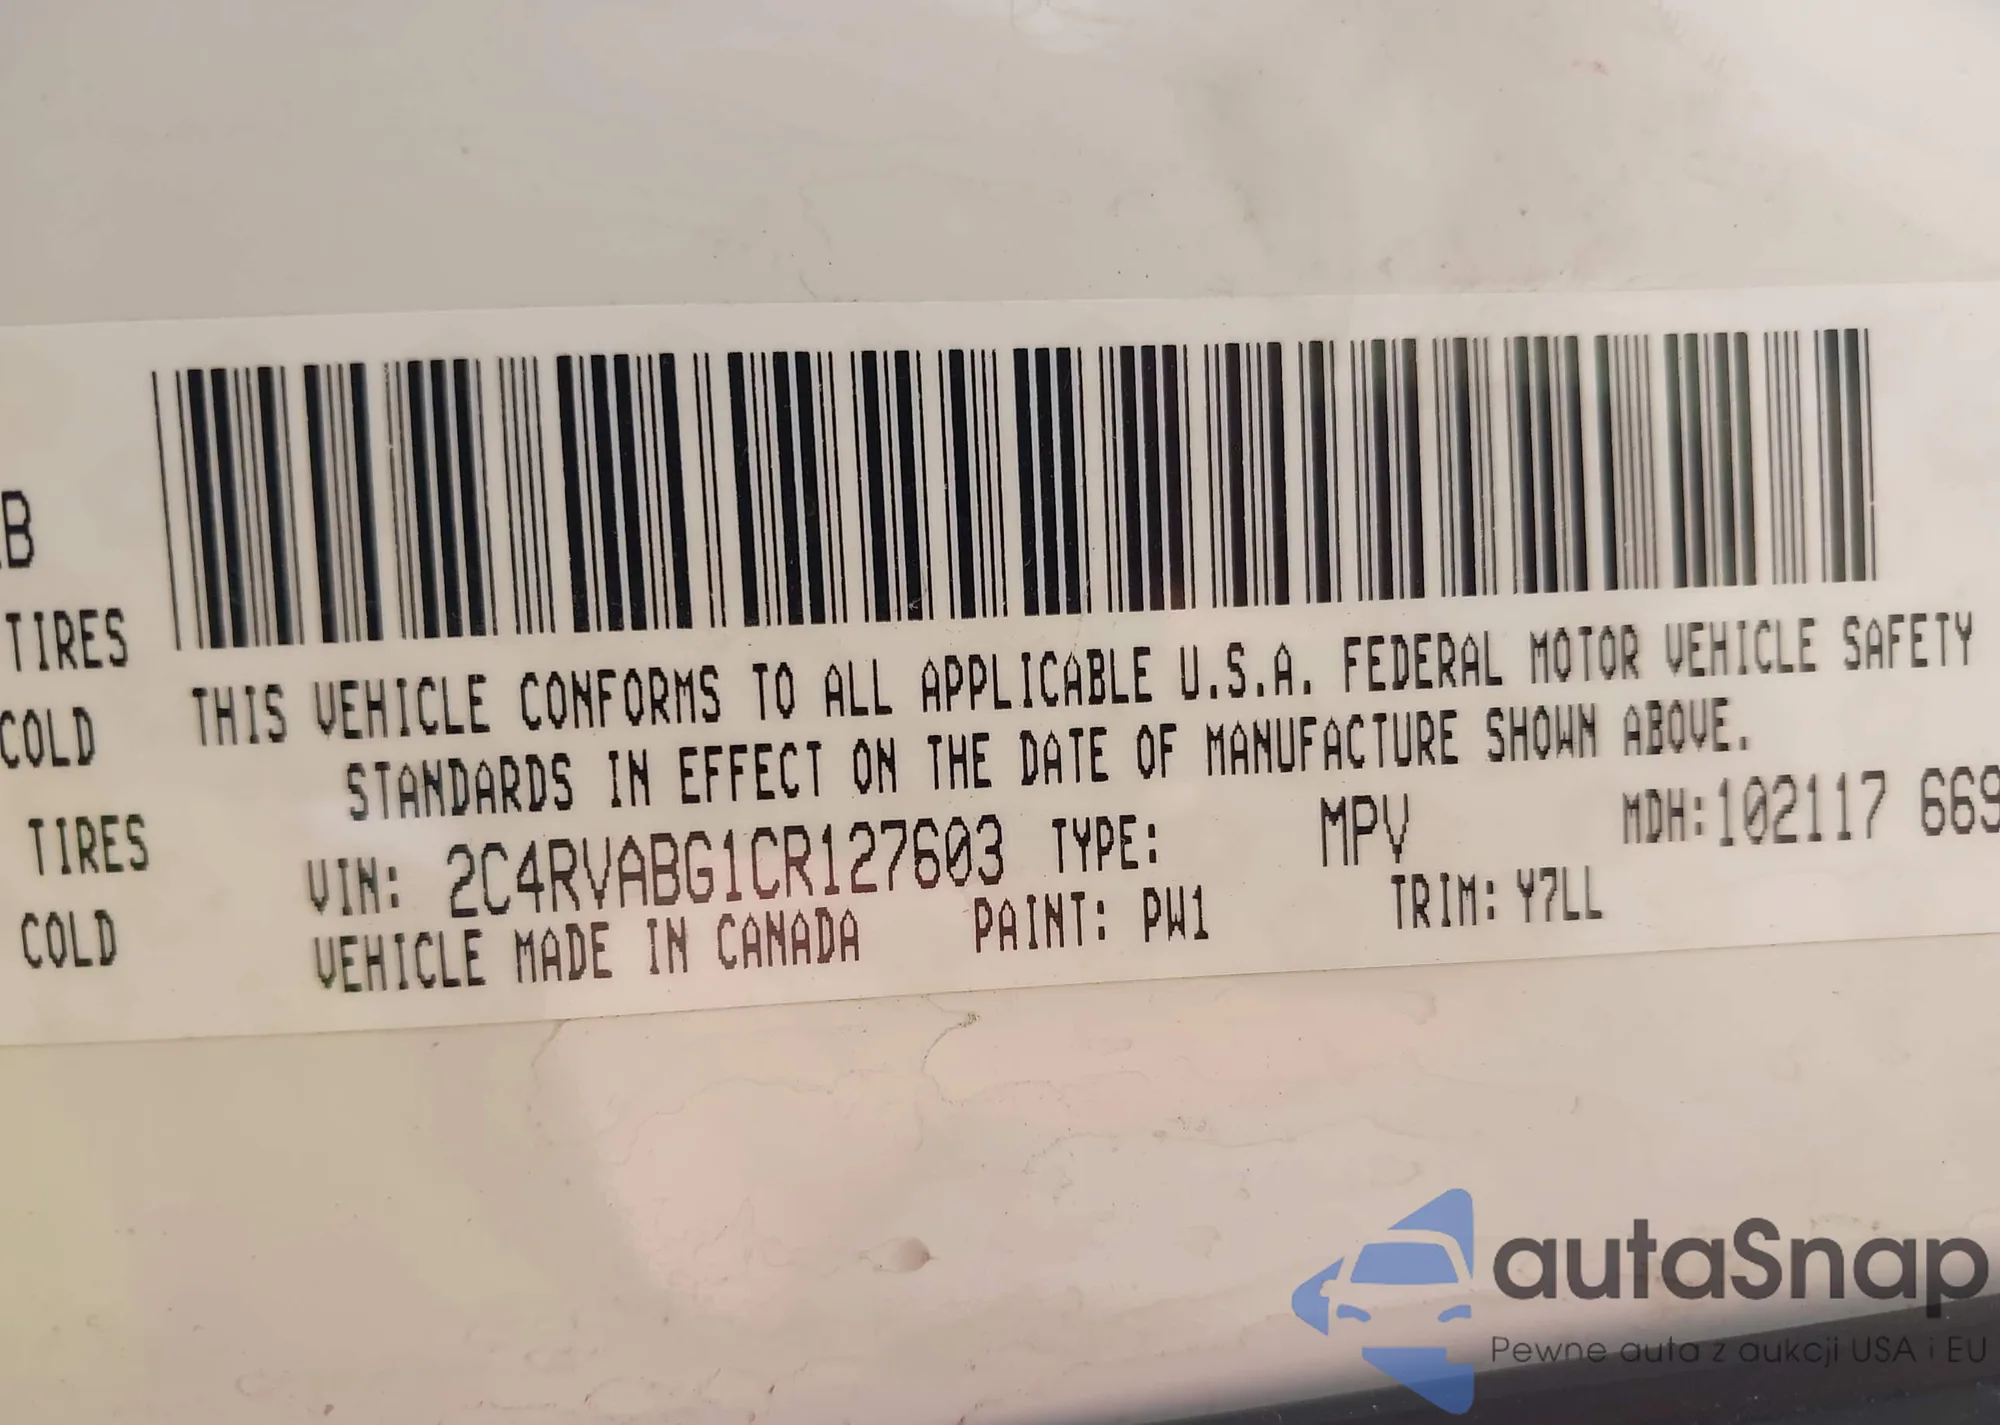 B
TIRES
COLD
TIRES
COLD
THIS VEHICLE CONFORMS TO ALL APPLICABLE U.S.A. FEDERAL MOTOR VEHICLE SAFETY
STANDARDS IN EFFECT ON THE DATE OF MANUFACTURE SHOWN ABOVE.
VIN: 2C4RVABG1CR127603 TYPE: MPV MDH:102117 669
VEHICLE MADE IN CANADA PAINT: PW1 TRIM: Y7LL
autaSnap
Pewne auta z aukcji USA i EU